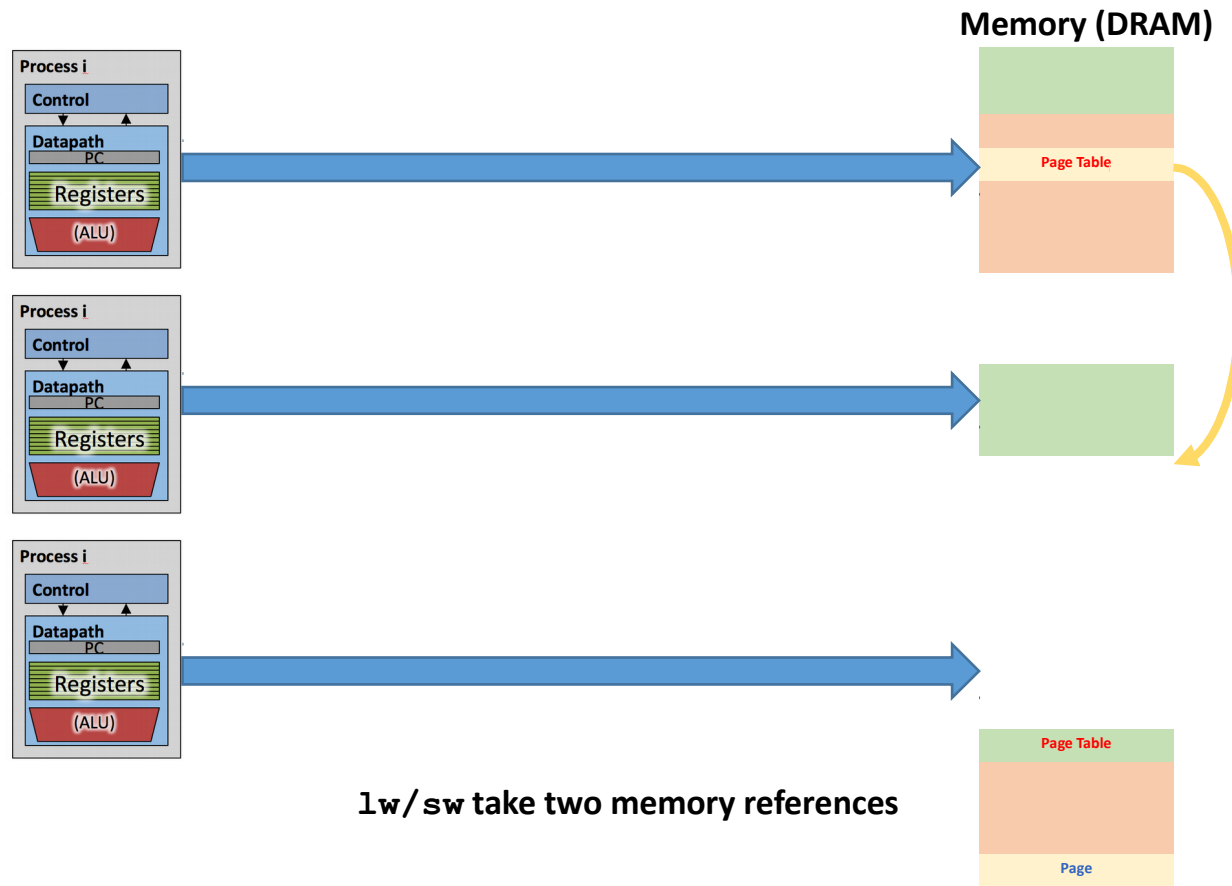 Memory (DRAM)
Process i
Control
Datapath
PC
Registers
(ALU)
Page Table
Process i
Control
Datapath
PC
Registers
(ALU)
Process i
Control
Datapath
PC
Registers
(ALU)
Page Table
lw/sw take two memory references
Page